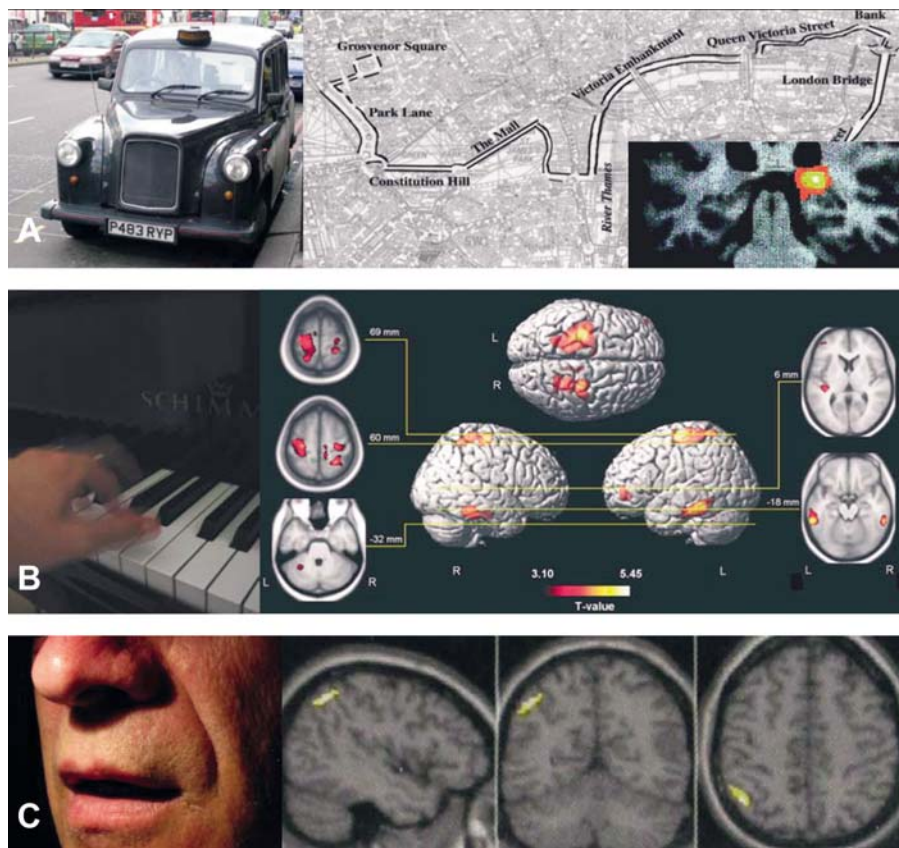 Grosvenor Square
Park Lane
Constitution Hill
The Mall
Victoria Embankment
Queen Victoria Street
Bank
London Bridge
River Thames
P483 RYP
A
SCHIMM
69 mm
60 mm
-32 mm
L
R
6 mm
-18 mm
L R
R
L
L R
3.10 5.45
T-value
B
C